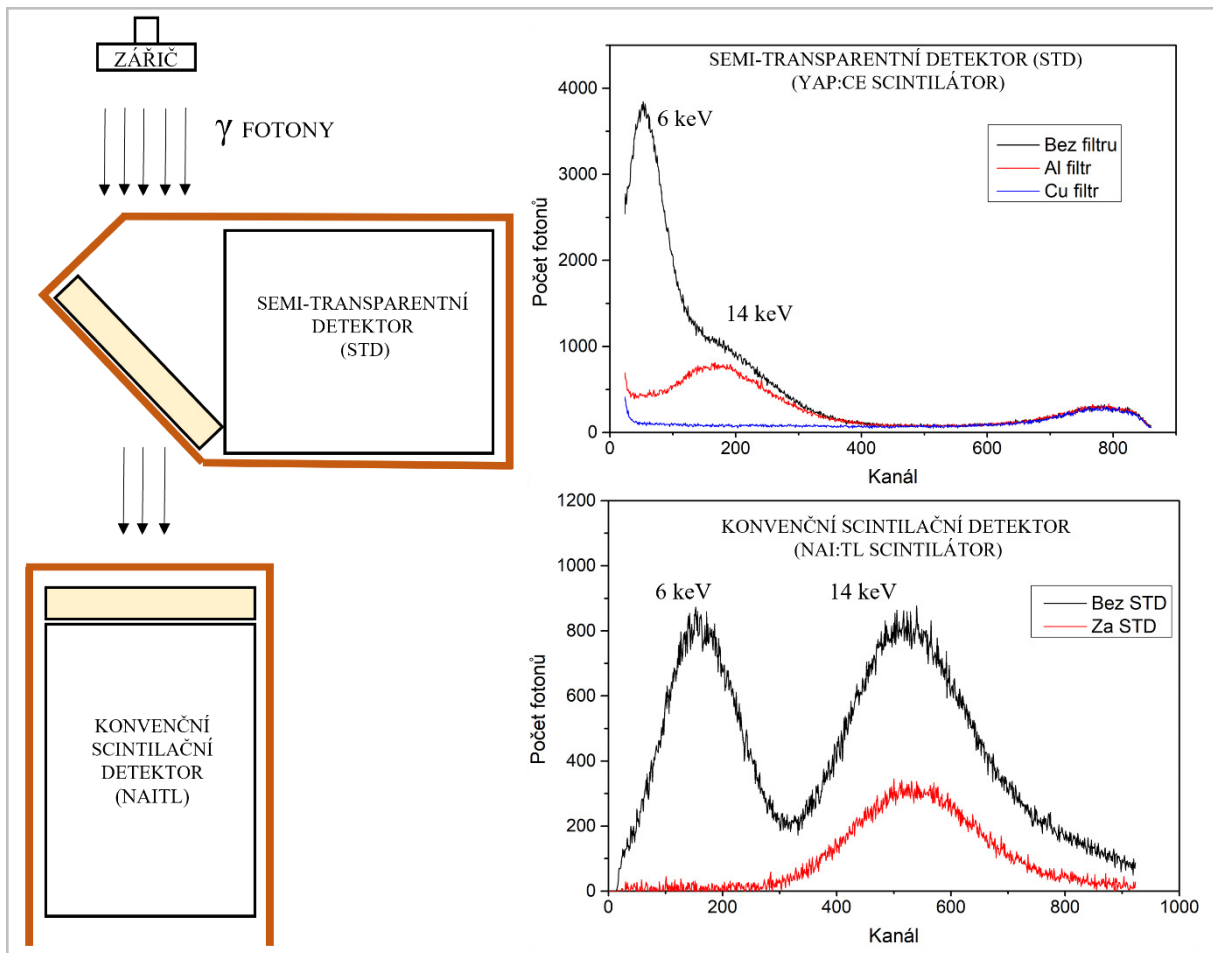 ZÁŘIČ
γ FOTONY
SEMI-TRANSPARENTNÍ
DETEKTOR
(STD)
KONVENČNÍ
SCINTILAČNÍ
DETEKTOR
(NAITL)
SEMI-TRANSPARENTNÍ DETEKTOR (STD)
(YAP:CE SCINTILÁTOR)
6 keV
14 keV
Bez filtru
Al filtr
Cu filtr
Počet fotonů
4000
3000
2000
1000
0
0 200 400 600 800
Kanál
KONVENČNÍ SCINTILAČNÍ DETEKTOR
(NAI:TL SCINTILÁTOR)
6 keV
14 keV
Bez STD
Za STD
Počet fotonů
1200
1000
800
600
400
200
0
0 200 400 600 800 1000
Kanál